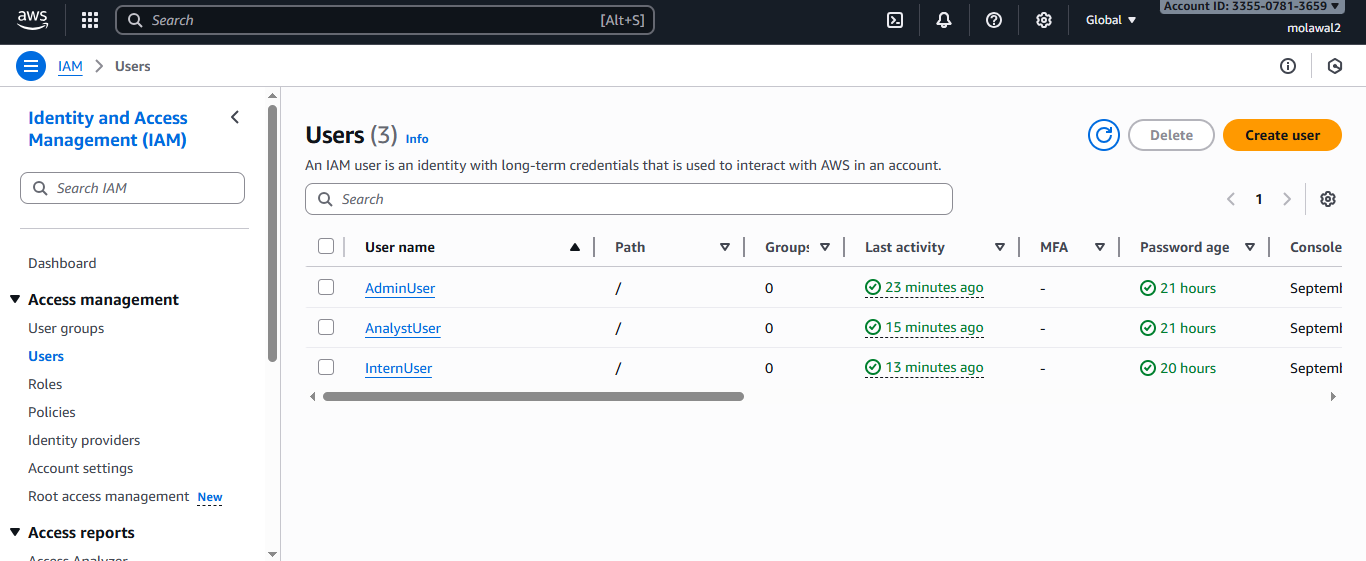 aws
Search [Alt+S]
Global
Account ID: 3355-0781-3659
molawal2
IAM > Users
Identity and Access
Management (IAM)
Search IAM
Dashboard
Access management
User groups
Users
Roles
Policies
Identity providers
Account settings
Root access management New
Access reports
Access Analyzer
Users (3) Info
Delete
Create user
An IAM user is an identity with long-term credentials that is used to interact with AWS in an account.
Search
1
User name Path Groups Last activity MFA Password age Console
AdminUser / 0 23 minutes ago - 21 hours Septemb
AnalystUser / 0 15 minutes ago - 21 hours Septemb
InternUser / 0 13 minutes ago - 20 hours Septemb